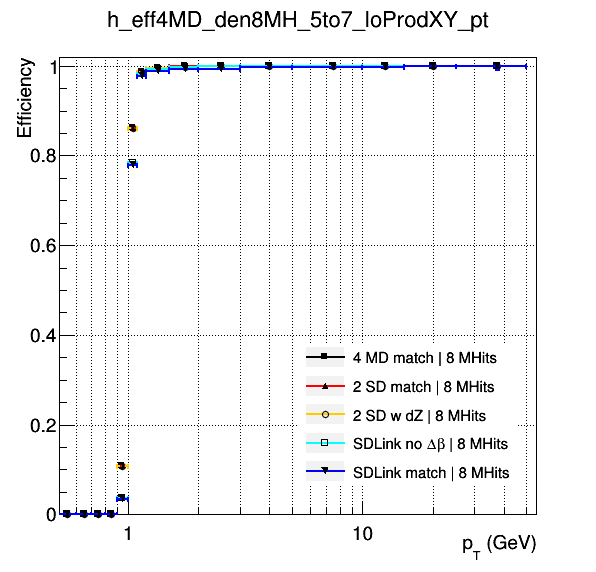 h_eff4MD_den8MH_5to7_loProdXY_pt
Efficiency
1
0.8
0.6
0.4
0.2
0
4 MD match | 8 MHits
2 SD match | 8 MHits
2 SD w dZ | 8 MHits
SDLink no Δβ | 8 MHits
SDLink match | 8 MHits
1
10
p_T (GeV)